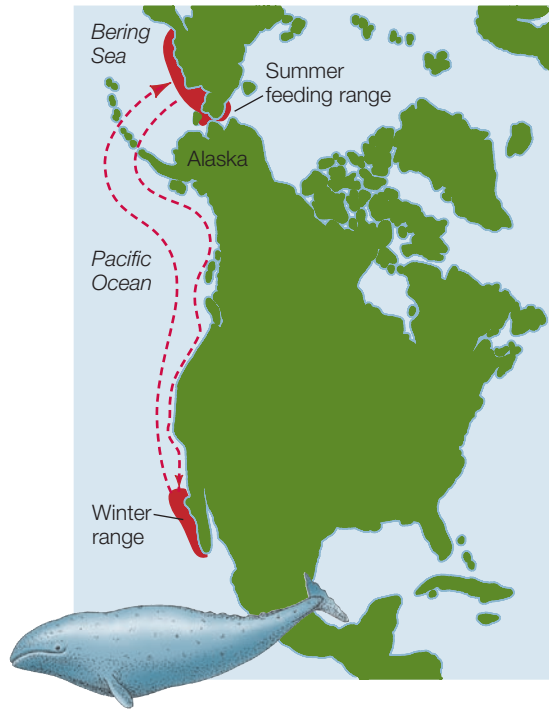 Bering
Sea
Summer
feeding range
Alaska
Pacific
Ocean
Winter
range